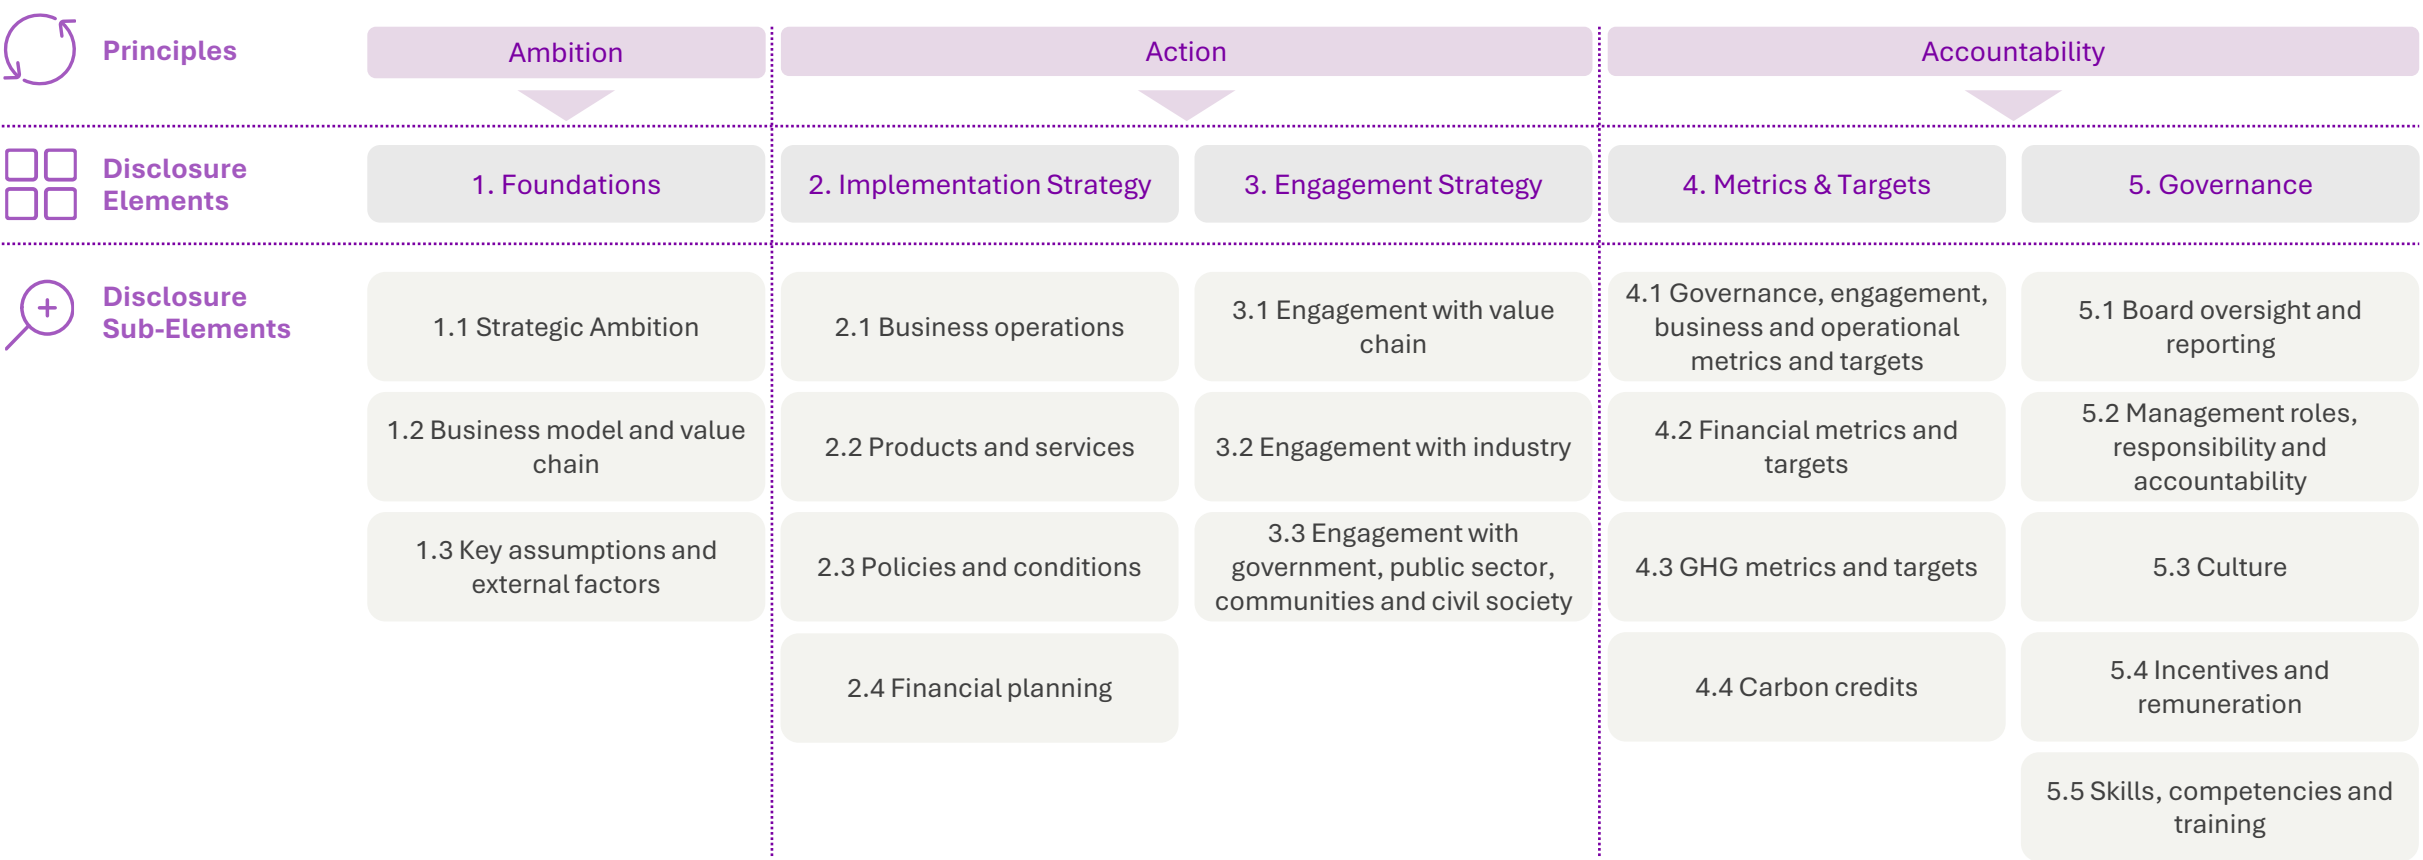 Principles
Ambition
Action
Accountability
Disclosure
Elements
1. Foundations
2. Implementation Strategy
3. Engagement Strategy
4. Metrics & Targets
5. Governance
Disclosure
Sub-Elements
1.1 Strategic Ambition
1.2 Business model and value
chain
1.3 Key assumptions and
external factors
2.1 Business operations
2.2 Products and services
2.3 Policies and conditions
2.4 Financial planning
3.1 Engagement with value
chain
3.2 Engagement with industry
3.3 Engagement with
government, public sector,
communities and civil society
4.1 Governance, engagement,
business and operational
metrics and targets
4.2 Financial metrics and
targets
4.3 GHG metrics and targets
4.4 Carbon credits
5.1 Board oversight and
reporting
5.2 Management roles,
responsibility and
accountability
5.3 Culture
5.4 Incentives and
remuneration
5.5 Skills, competencies and
training